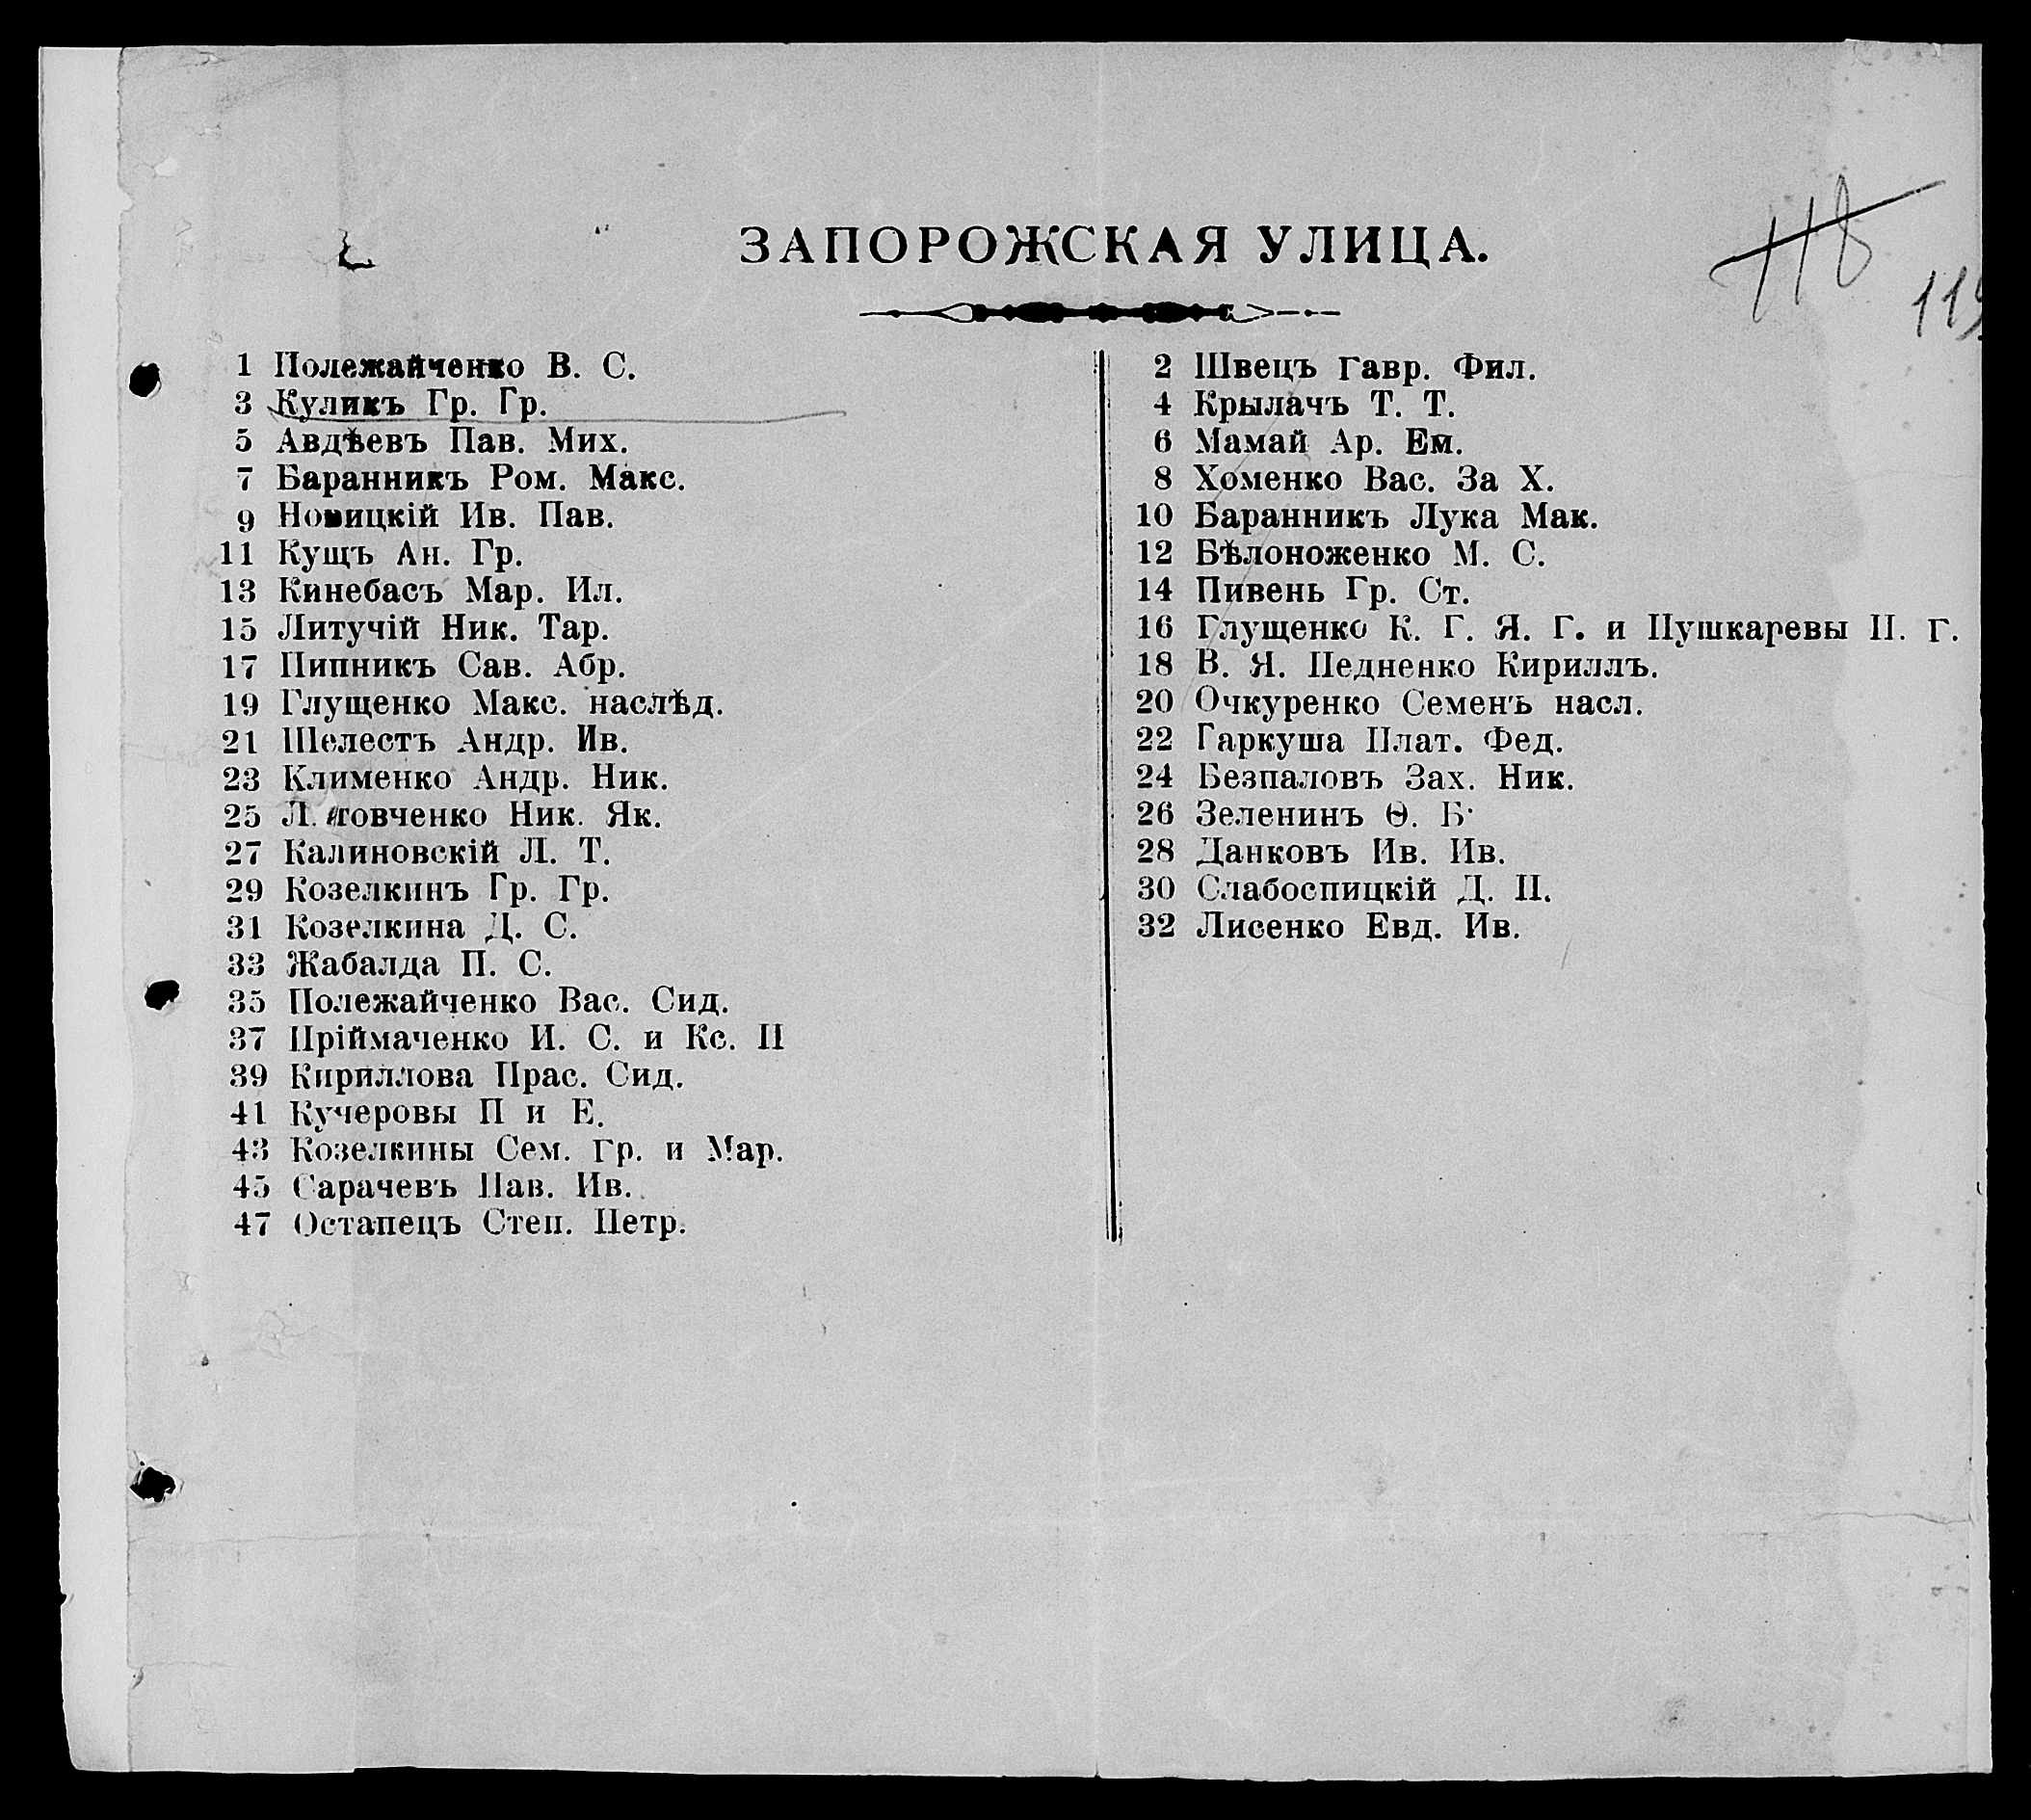 ЗАПОРОЖСКАЯ УЛИЦА.
118
119
1 Полежайченко В. С.
3 Куликъ Гр. Гр.
5 Авдѣевъ Пав. Мих.
7 Баранникъ Ром. Макс.
9 Новицкій Ив. Пав.
11 Кущъ Ан. Гр.
13 Кинебасъ Мар. Ил.
15 Литучій Ник. Тар.
17 Пипникъ Сав. Абр.
19 Глущенко Макс. наслѣд.
21 Шелестъ Андр. Ив.
23 Клименко Андр. Ник.
25 Ник. Як.
27 Калиновскій Л. Т.
29 Козелкинъ Гр. Гр.
31 Козелкина Д. С.
33 Жабалда П. С.
35 Полежайченко Вас. Сид.
37 Пріймаченко И. С. и Кс. П
39 Кириллова Прас. Сид.
41 Кучеровы П и Е.
43 Козелкины Сем. Гр. и Мар.
45 Сарачевъ Пав. Ив.
47 Остапецъ Степ. Петр.
2 Швецъ Гавр. Фил.
4 Крылачъ Т. Т.
6 Мамай Ар. Ем.
8 Хоменко Вас. За Х.
10 Баранникъ Лука Мак.
12 Бѣлоноженко М. С.
14 Пивень Гр. Ст.
16 Глущенко К. Г. Я. Г. и Пушкаревы П. Г.
18 В. Я. Педненко Кириллъ.
20 Очкуренко Семенъ насл.
22 Гаркуша Плат. Фед.
24 Безпаловъ Зах. Ник.
26 Зеленинъ Ѳ. Б.
28 Данковъ Ив. Ив.
30 Слабоспицкій Д. П.
32 Лисенко Евд. Ив.